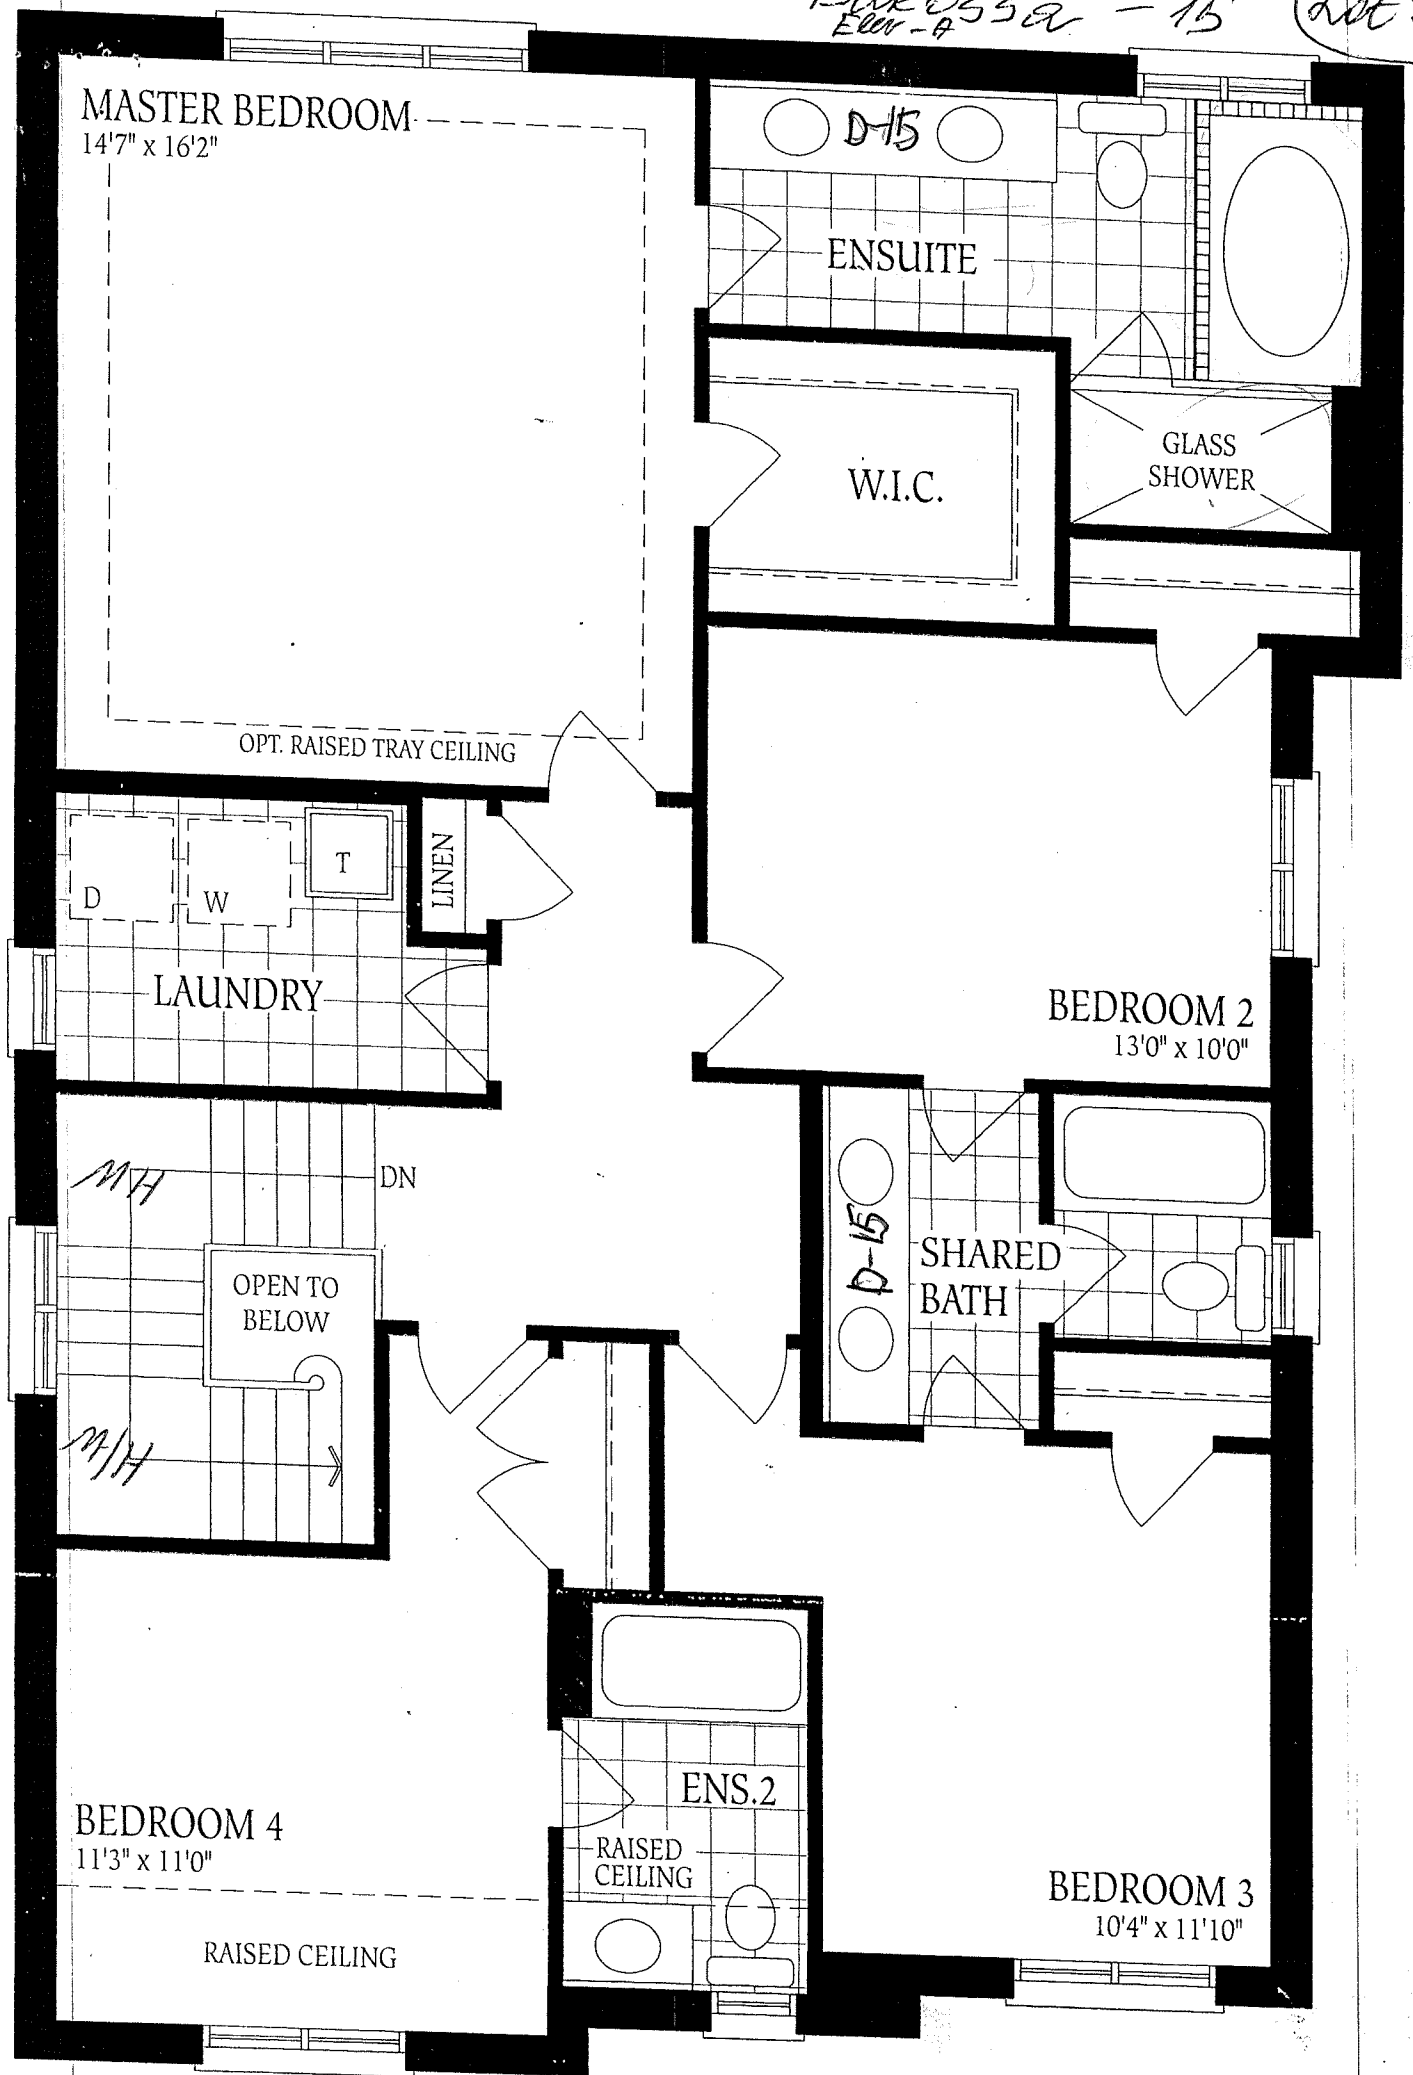 - 15
Elev - A
MASTER BEDROOM
14'7" x 16'2"
D-15
ENSUITE
GLASS
SHOWER
W.I.C.
OPT. RAISED TRAY CEILING
LINEN
T
D
W
LAUNDRY
BEDROOM 2
13'0" x 10'0"
DN
D-15
SHARED
BATH
OPEN TO
BELOW
ENS.2
BEDROOM 4
11'3" x 11'0"
RAISED
CEILING
BEDROOM 3
10'4" x 11'10"
RAISED CEILING